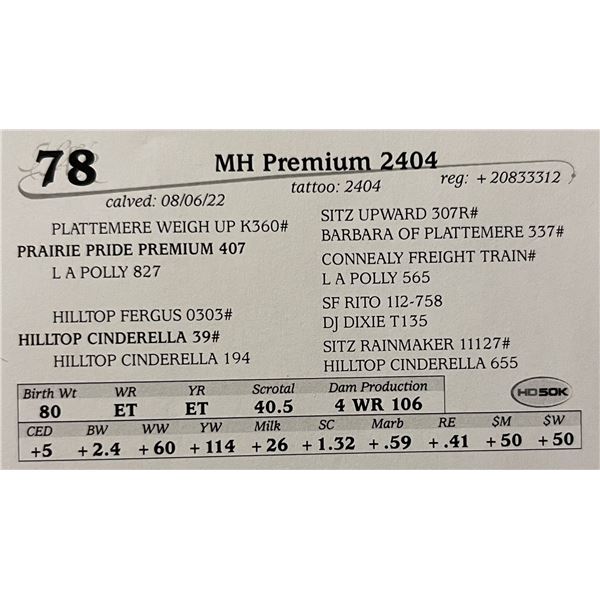 Lot
78
MH Premium 2404
calved: 08/06/22 tattoo: 2404 reg: +20833312
PLATTEMERE WEIGH UP K360# SITZ UPWARD 307R#
PRAIRIE PRIDE PREMIUM 407 BARBARA OF PLATTEMERE 337#
L A POLLY 827 CONNEALY FREIGHT TRAIN#
L A POLLY 565
HILLTOP FERGUS 0303# SF RITO 1I2-758
HILLTOP CINDERELLA 39# DJ DIXIE T135
HILLTOP CINDERELLA 194 SITZ RAINMAKER 11127#
HILLTOP CINDERELLA 655
Birth Wt WR YR Scrotal Dam Production
80 ET ET 40.5 4 WR 106 HD50K
CED BW WW YW Milk SC Marb RE $M $W
+5 +2.4 +60 +114 +26 +1.32 +.59 +.41 +50 +50